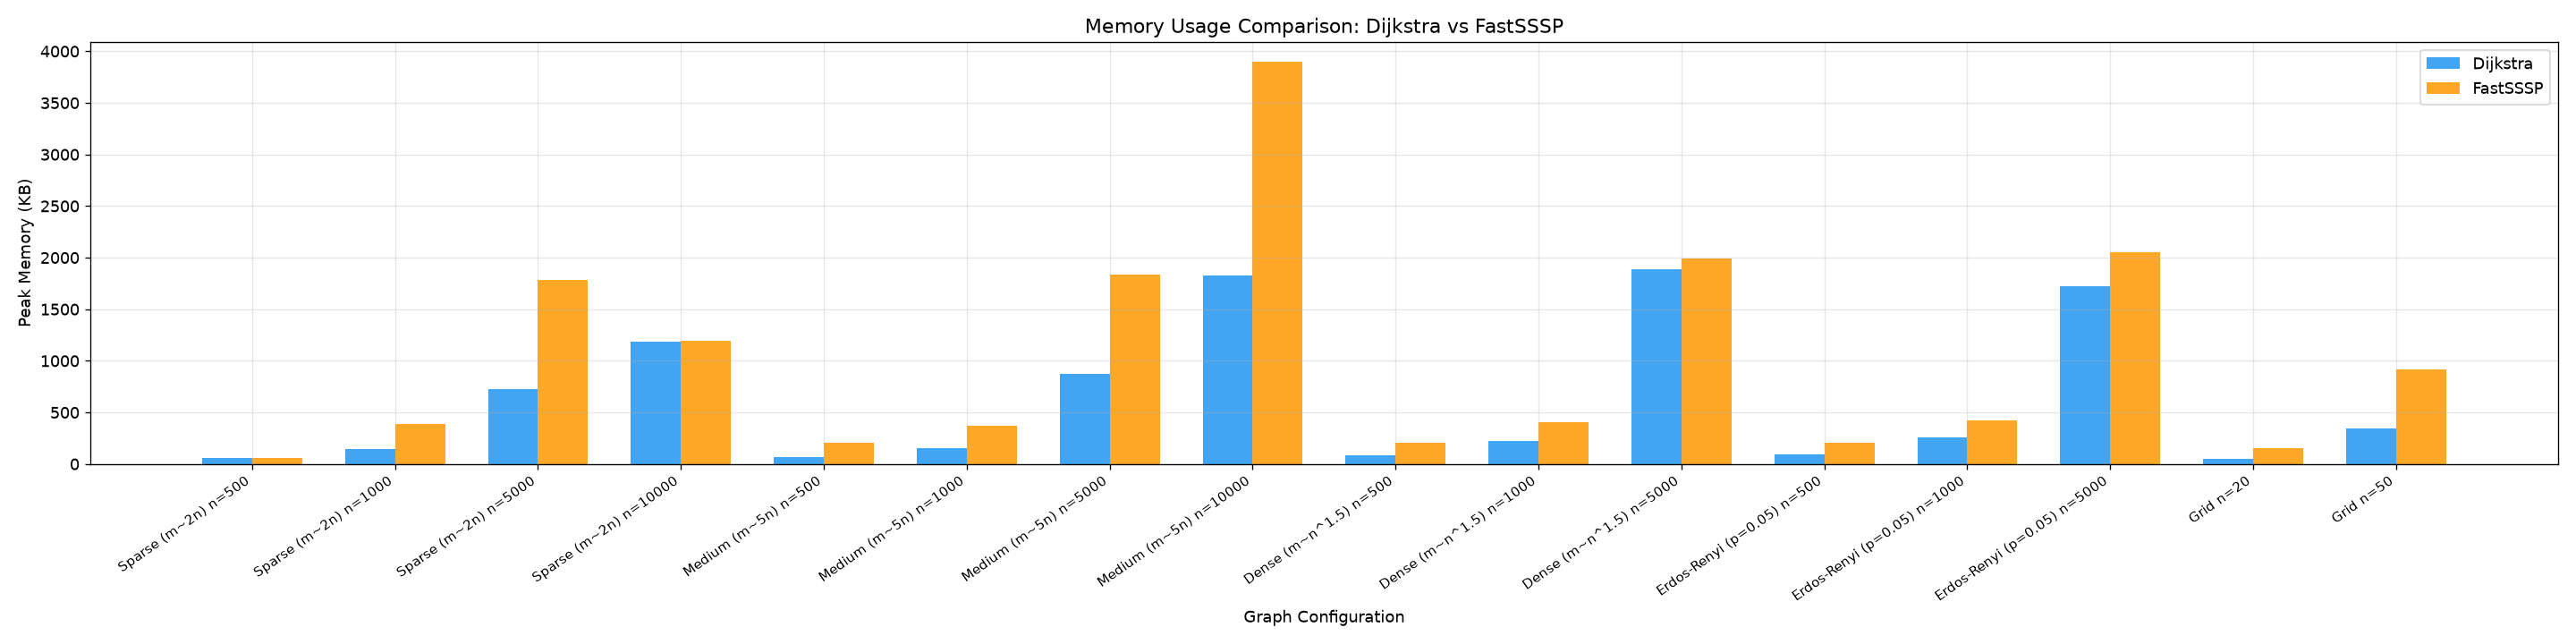 Memory Usage Comparison: Dijkstra vs FastSSSP
Dijkstra
FastSSSP
Peak Memory (KB)
4000
3500
3000
2500
2000
1500
1000
500
0
Sparse (m~2n) n=500
Sparse (m~2n) n=1000
Sparse (m~2n) n=5000
Sparse (m~2n) n=10000
Medium (m~5n) n=500
Medium (m~5n) n=1000
Medium (m~5n) n=5000
Medium (m~5n) n=10000
Dense (m~n^1.5) n=500
Dense (m~n^1.5) n=1000
Dense (m~n^1.5) n=5000
Erdos-Renyi (p=0.05) n=500
Erdos-Renyi (p=0.05) n=1000
Erdos-Renyi (p=0.05) n=5000
Grid n=20
Grid n=50
Graph Configuration